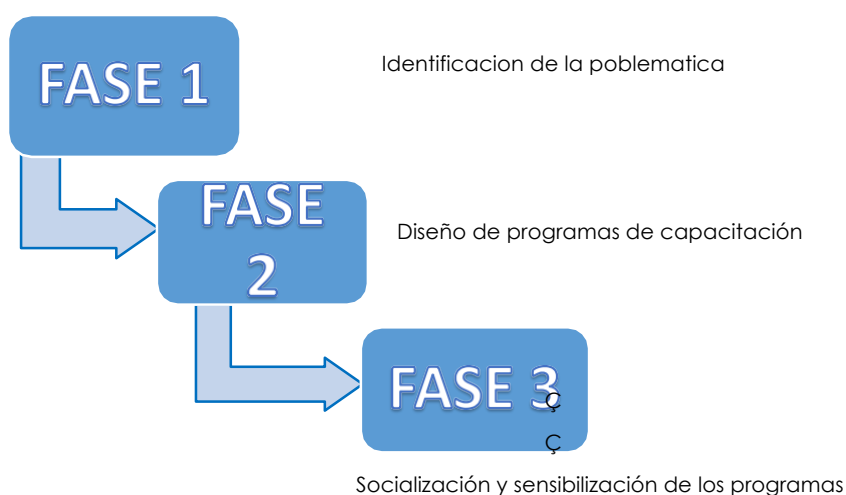 FASE 1
Identificacion de la poblematica
FASE
2
Diseño de programas de capacitación
FASE 3
Ç
Ç
Socialización y sensibilización de los programas